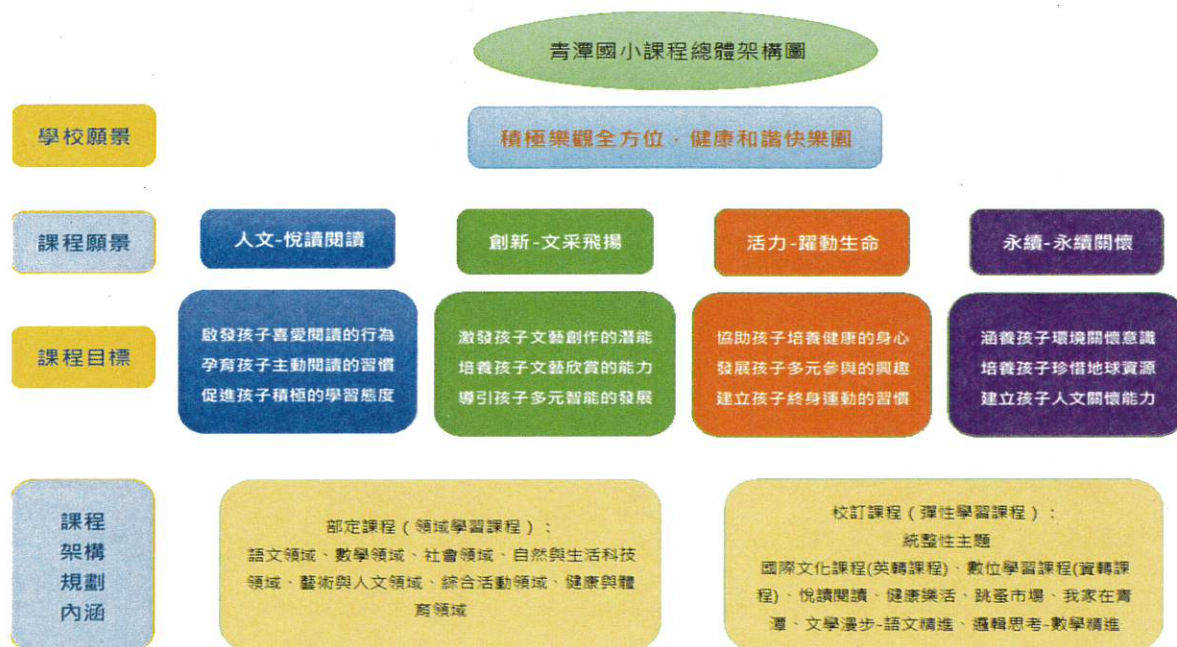 青潭國小課程總體架構圖
學校願景
積極樂觀全方位‧健康和諧快樂園
課程願景
人文-悅讀閱讀
創新-文采飛揚
活力-躍動生命
永續-永續關懷
課程目標
啟發孩子喜愛閱讀的行為
孕育孩子主動閱讀的習慣
促進孩子積極的學習態度
激發孩子文藝創作的潛能
培養孩子文藝欣賞的能力
導引孩子多元智能的發展
協助孩子培養健康的身心
發展孩子多元參與的興趣
建立孩子終身運動的習慣
涵養孩子環境關懷意識
培養孩子珍惜地球資源
建立孩子人文關懷能力
課程
架構
規劃
內涵
部定課程（領域學習課程）：
語文領域、數學領域、社會領域、自然與生活科技
領域、藝術與人文領域、綜合活動領域、健康與體
育領域
校訂課程（彈性學習課程）：
統整性主題
國際文化課程(英轉課程)、數位學習課程(資轉課
程)、悅讀閱讀、健康樂活、跳蚤市場、我家在青
潭、文學漫步-語文精進、邏輯思考-數學精進